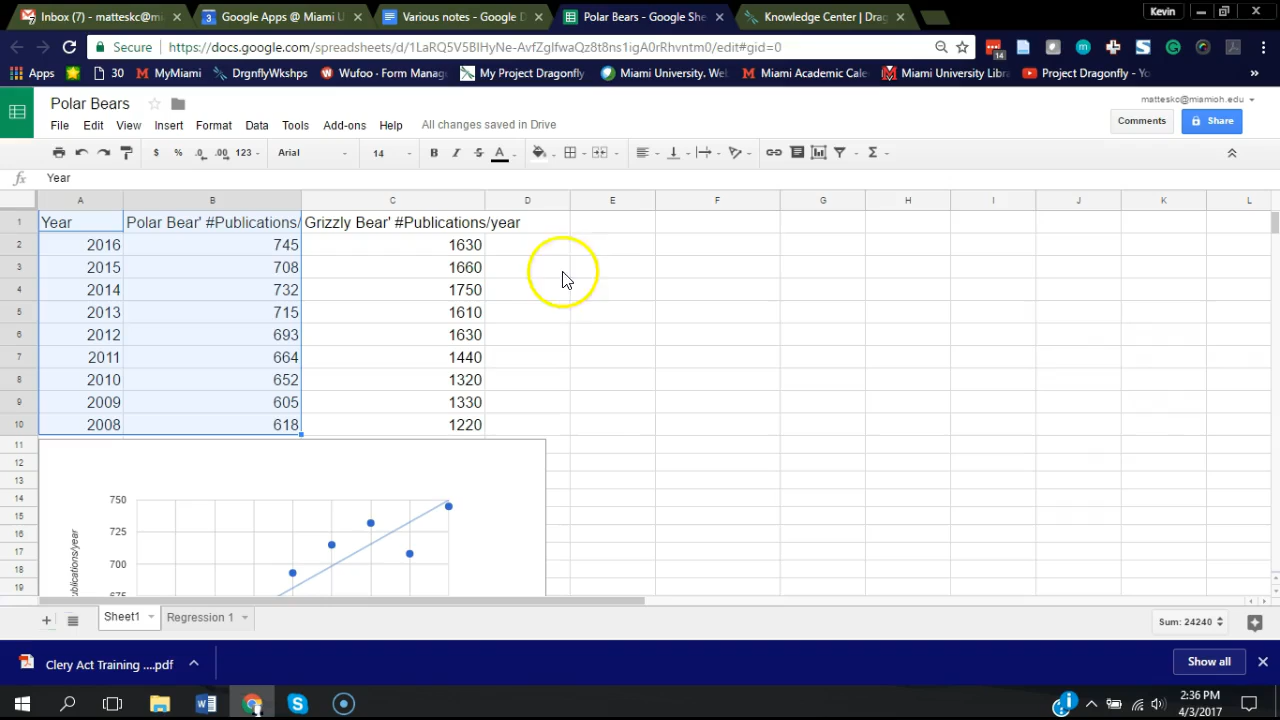 Inbox (7) - matteskc@mi
Google Apps @ Miami U
Various notes - Google D
Polar Bears - Google She
Knowledge Center | Drag
Kevin
Secure
https://docs.google.com/spreadsheets/d/1LaRQ5V5BlHyNe-AvfZglfwaQz8t8ns1igA0rRhvntm0/edit#gid=0
14
Apps
30
MyMiami
DrgnflyWkshps
Wufoo - Form Manag
My Project Dragonfly
Miami University. Wel
Miami Academic Cale
Miami University Libr
Project Dragonfly - Yo
»
Polar Bears
matteskc@miamioh.edu
File Edit View Insert Format Data Tools Add-ons Help All changes saved in Drive
Comments
Share
$ % .0 .00 123 Arial 14 B I S A Σ
fx Year
A B C D E F G H I J K L
1 Year Polar Bear' #Publications/ Grizzly Bear' #Publications/year
2 2016 745 1630
3 2015 708 1660
4 2014 732 1750
5 2013 715 1610
6 2012 693 1630
7 2011 664 1440
8 2010 652 1320
9 2009 605 1330
10 2008 618 1220
11
12
13
14
15
16
17
18
19
750
725
700
675
ublications/year
Sheet1
Regression 1
Sum: 24240
Clery Act Training ....pdf
Show all
2:36 PM
4/3/2017